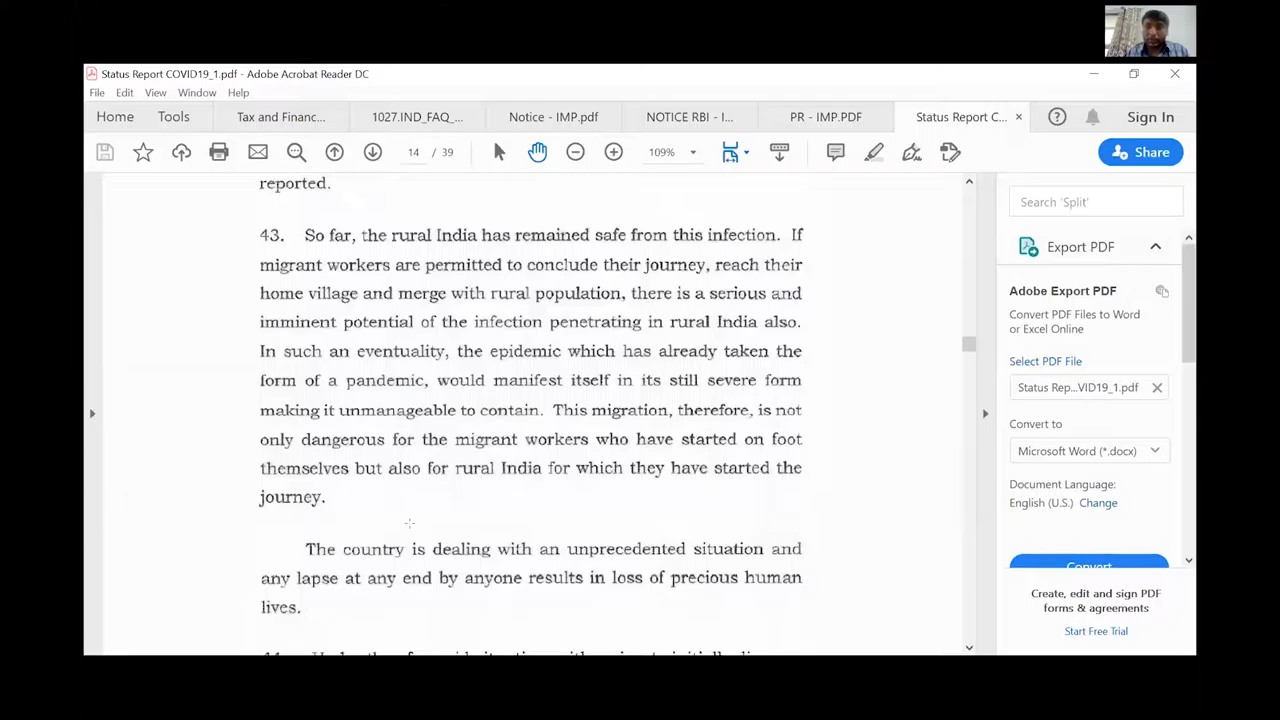 Status Report COVID19_1.pdf - Adobe Acrobat Reader DC
File Edit View Window Help
Home Tools Tax and Financ... 1027.IND_FAQ_... Notice - IMP.pdf NOTICE RBI - I... PR - IMP.PDF Status Report C... × Sign In
14 / 39 109% Share
reported.
43. So far, the rural India has remained safe from this infection. If
migrant workers are permitted to conclude their journey, reach their
home village and merge with rural population, there is a serious and
imminent potential of the infection penetrating in rural India also.
In such an eventuality, the epidemic which has already taken the
form of a pandemic, would manifest itself in its still severe form
making it unmanageable to contain. This migration, therefore, is not
only dangerous for the migrant workers who have started on foot
themselves but also for rural India for which they have started the
journey.
The country is dealing with an unprecedented situation and
any lapse at any end by anyone results in loss of precious human
lives.
Search 'Split'
Export PDF
Adobe Export PDF
Convert PDF Files to Word
or Excel Online
Select PDF File
Status Rep...VID19_1.pdf
Convert to
Microsoft Word (*.docx)
Document Language:
English (U.S.) Change
Convert
Create, edit and sign PDF
forms & agreements
Start Free Trial